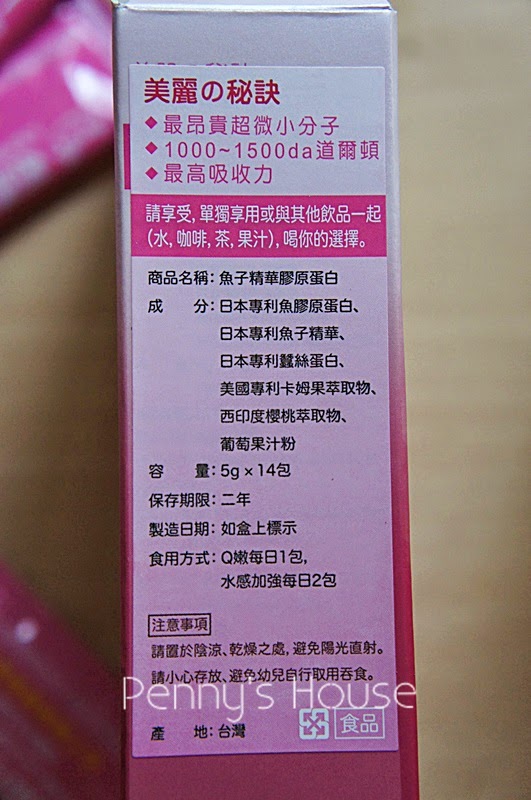 美麗の秘訣
◆最昂貴超微小分子
◆1000~1500da道爾頓
◆最高吸收力
請享受,單獨享用或與其他飲品一起
(水,咖啡,茶,果汁),喝你的選擇。
商品名稱：魚子精華膠原蛋白
成 分：日本專利魚膠原蛋白、
日本專利魚子精華、
日本專利蠶絲蛋白、
美國專利卡姆果萃取物、
西印度櫻桃萃取物、
葡萄果汁粉
容 量：5g×14包
保存期限：二年
製造日期：如盒上標示
食用方式：Q嫩每日1包,
水感加強每日2包
注意事項
請置於陰涼、乾燥之處,避免陽光直射。
請小心存放、避免幼兒自行取用吞食。
Penny's House
食品
產 地：台灣